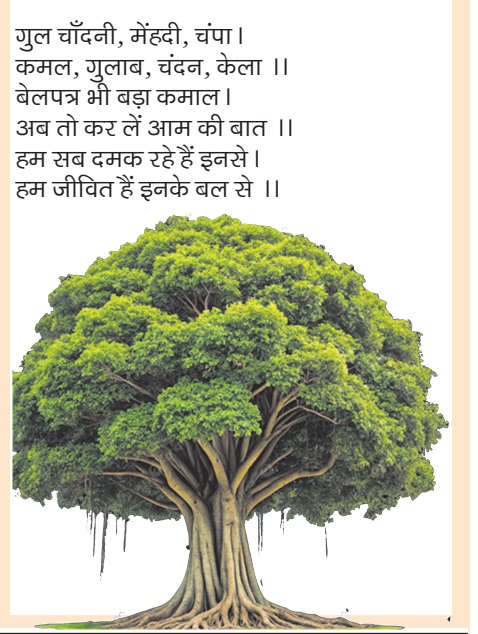 गुल चाँदनी, मेंहदी, चंपा।
कमल, गुलाब, चंदन, केला ।।
बेलपत्र भी बड़ा कमाल।
अब तो कर लें आम की बात ।।
हम सब दमक रहे हैं इनसे।
हम जीवित हैं इनके बल से ।।